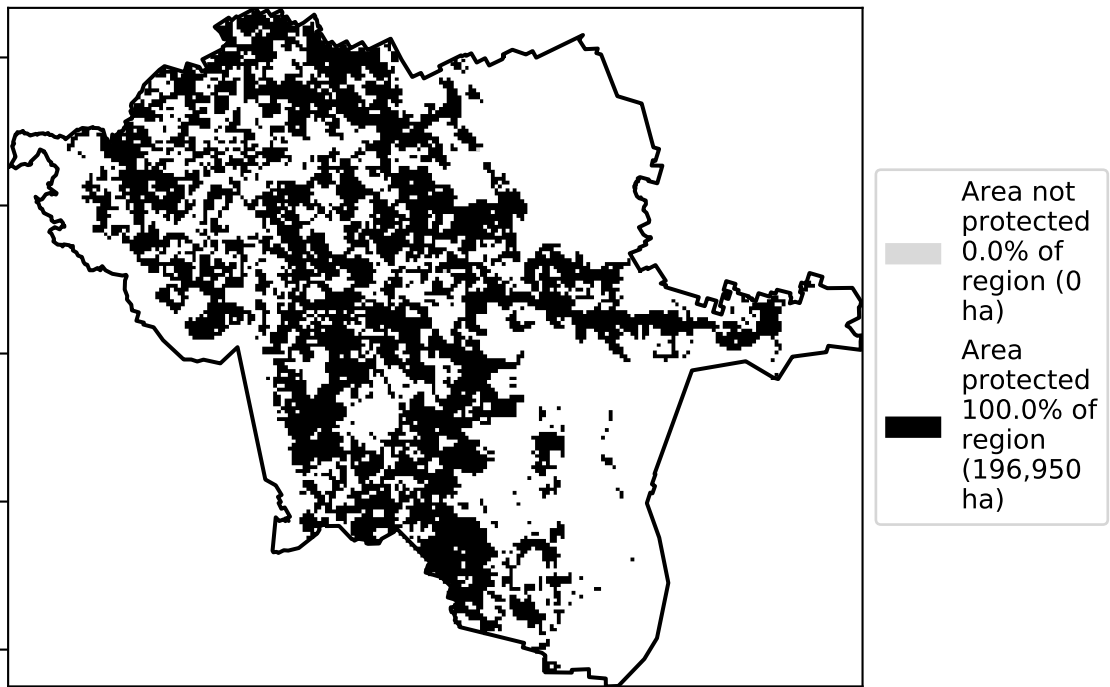 Area not
protected
0.0% of
region (0
ha)
Area
protected
100.0% of
region
(196,950
ha)